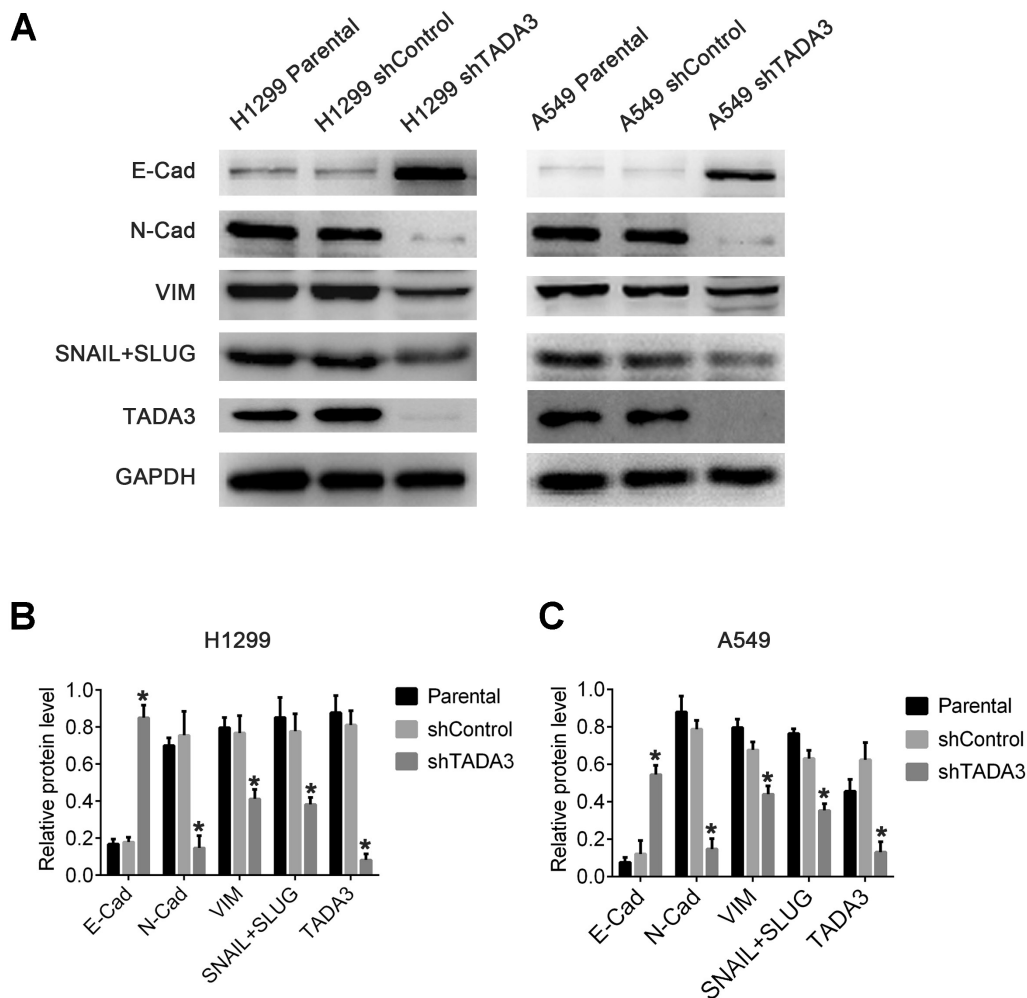 A
H1299 Parental
H1299 shControl
H1299 shTADA3
A549 Parental
A549 shControl
A549 shTADA3
E-Cad
N-Cad
VIM
SNAIL+SLUG
TADA3
GAPDH
B
H1299
Relative protein level
1.0
0.8
0.6
0.4
0.2
0.0
* * * * *
E-Cad
N-Cad
VIM
SNAIL+SLUG
TADA3
Parental
shControl
shTADA3
C
A549
Relative protein level
1.0
0.8
0.6
0.4
0.2
0.0
* * * * *
E-Cad
N-Cad
VIM
SNAIL+SLUG
TADA3
Parental
shControl
shTADA3